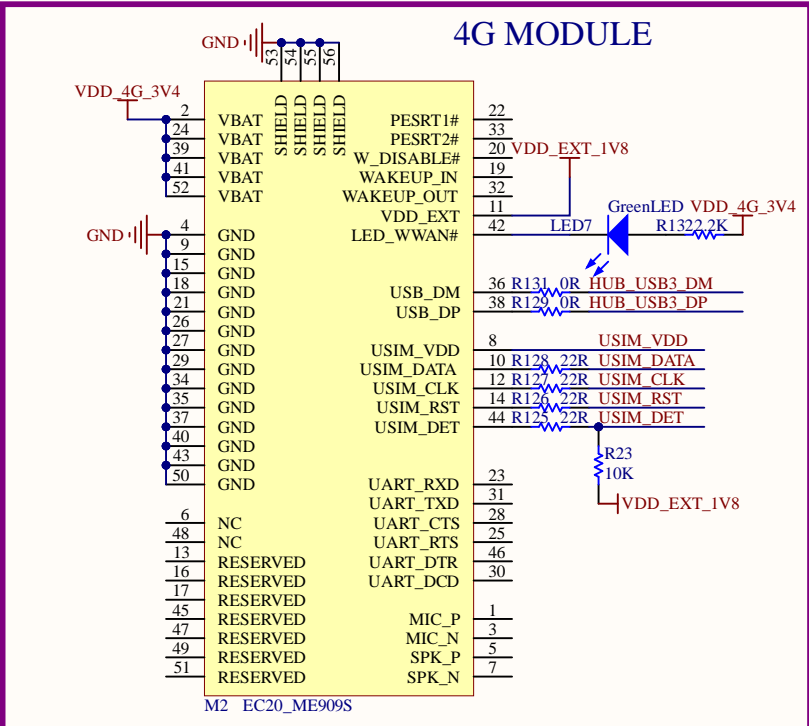 4G MODULE
GND
53 54 55 56
SHIELD SHIELD SHIELD SHIELD
VDD_4G_3V4
2 VBAT
24 VBAT
39 VBAT
41 VBAT
52 VBAT
GND
4 GND
9 GND
15 GND
18 GND
21 GND
26 GND
27 GND
29 GND
34 GND
35 GND
37 GND
40 GND
43 GND
50 GND
6 NC
48 NC
13 RESERVED
16 RESERVED
17 RESERVED
45 RESERVED
47 RESERVED
49 RESERVED
51 RESERVED
PESRT1# 22
PESRT2# 33
W_DISABLE# 20 VDD_EXT_1V8
WAKEUP_IN 19
WAKEUP_OUT 32
VDD_EXT 11
LED_WWAN# 42 LED7 GreenLED R132 2.2K VDD_4G_3V4
USB_DM 36 R131 0R HUB_USB3_DM
USB_DP 38 R129 0R HUB_USB3_DP
USIM_VDD 8 USIM_VDD
USIM_DATA 10 R128 22R USIM_DATA
USIM_CLK 12 R127 22R USIM_CLK
USIM_RST 14 R126 22R USIM_RST
USIM_DET 44 R125 22R USIM_DET
R23
10K
VDD_EXT_1V8
UART_RXD 23
UART_TXD 31
UART_CTS 28
UART_RTS 25
UART_DTR 46
UART_DCD 30
MIC_P 1
MIC_N 3
SPK_P 5
SPK_N 7
M2 EC20_ME909S